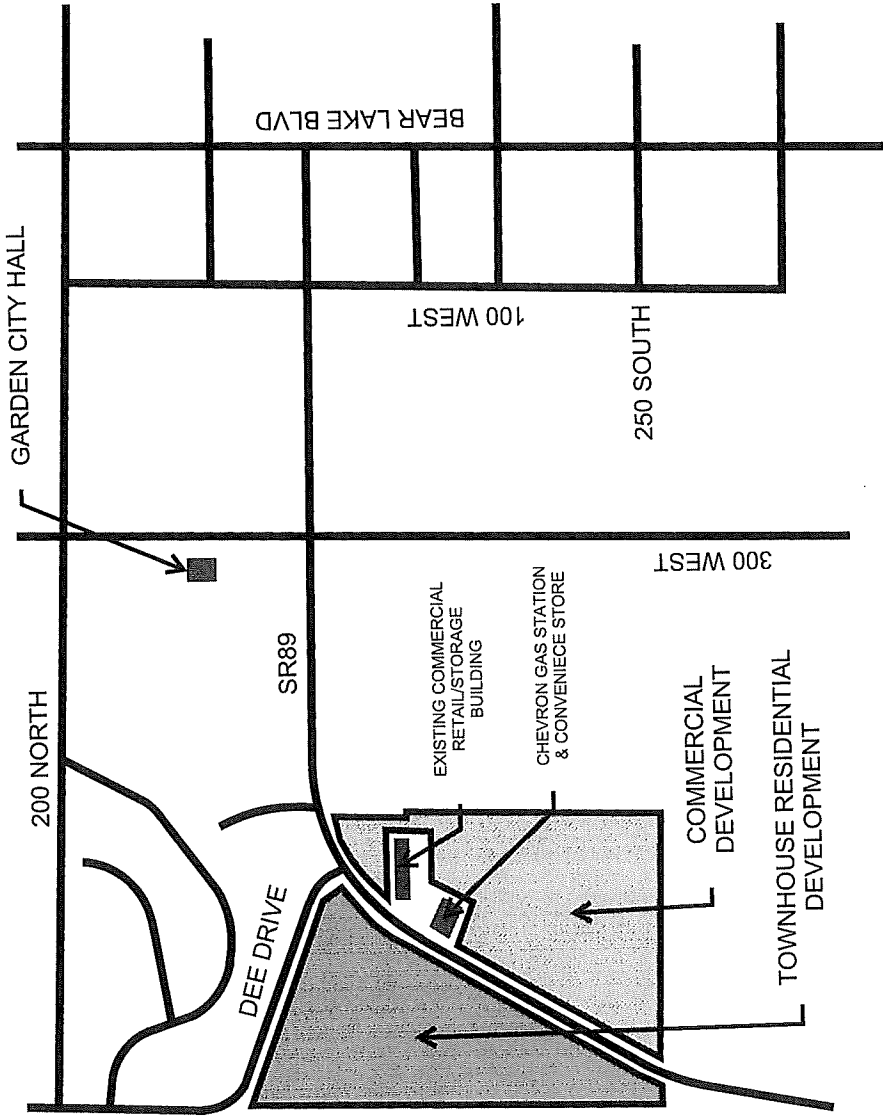 GARDEN CITY HALL
200 NORTH
DEE DRIVE
SR89
BEAR LAKE BLVD
EXISTING COMMERCIAL
RETAIL/STORAGE
BUILDING
100 WEST
CHEVRON GAS STATION
& CONVENIECE STORE
250 SOUTH
300 WEST
COMMERCIAL
DEVELOPMENT
TOWNHOUSE RESIDENTIAL
DEVELOPMENT